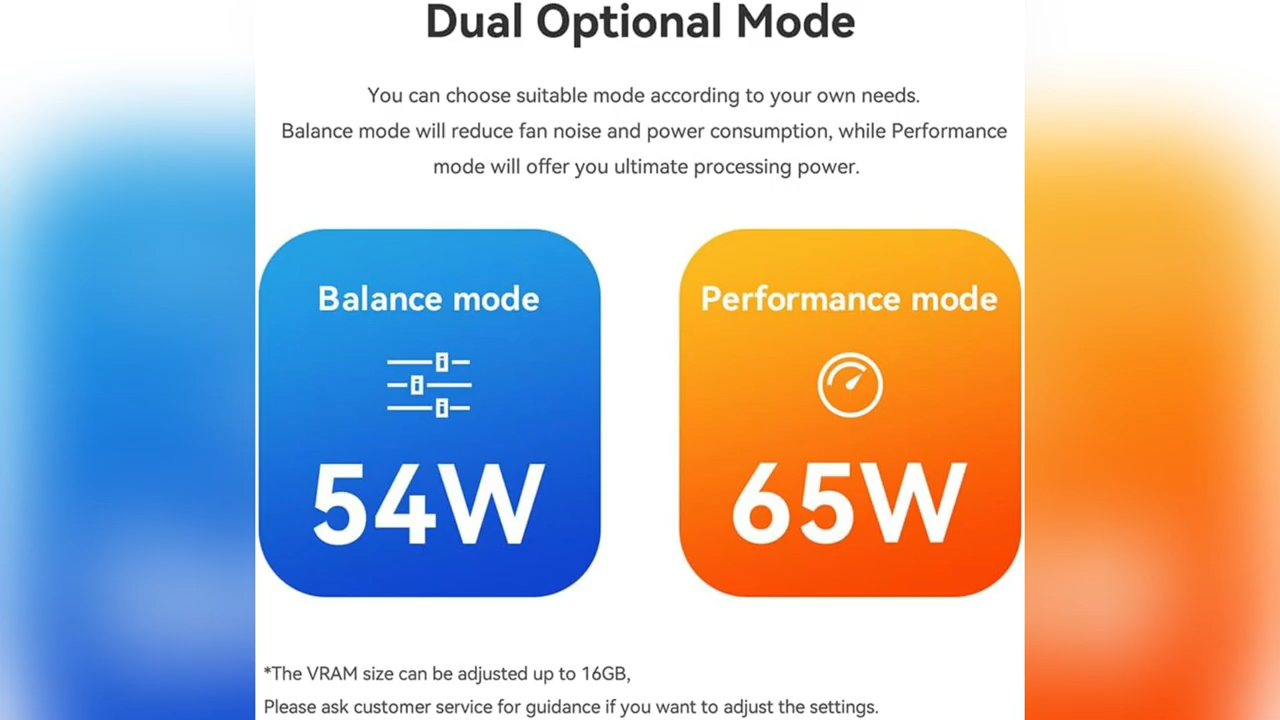 Dual Optional Mode
You can choose suitable mode according to your own needs.
Balance mode will reduce fan noise and power consumption, while Performance
mode will offer you ultimate processing power.
Balance mode
54W
Performance mode
65W
*The VRAM size can be adjusted up to 16GB,
Please ask customer service for guidance if you want to adjust the settings.